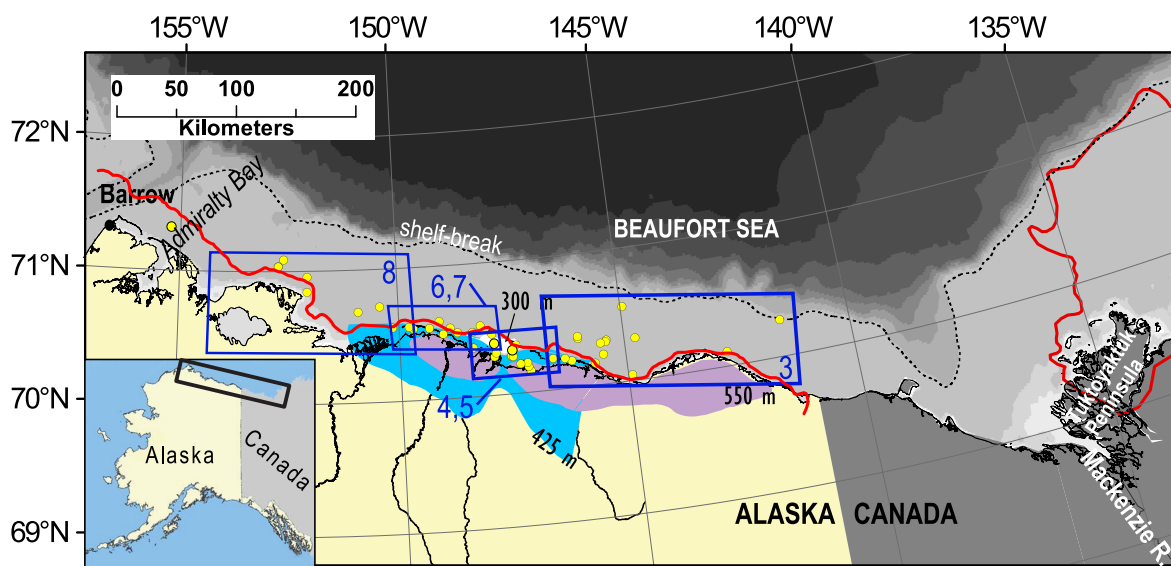 155°W 150°W 145°W 140°W 135°W
0 50 100 200
Kilometers
72°N
71°N
70°N
69°N
Barrow
Admiralty Bay
shelf-break
BEAUFORT SEA
8
6,7
300 m
3
4,5
550 m
425 m
Tuktoyaktuk
Peninsula
Mackenzie R.
ALASKA CANADA
Alaska
Canada